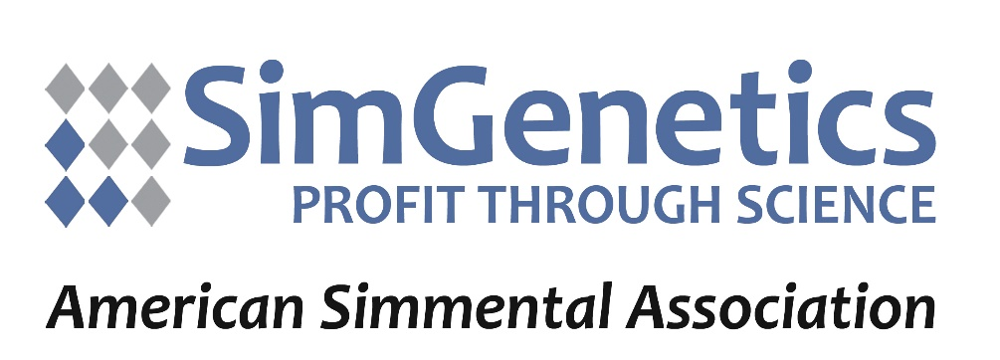 SimGenetics
PROFIT THROUGH SCIENCE
American Simmental Association